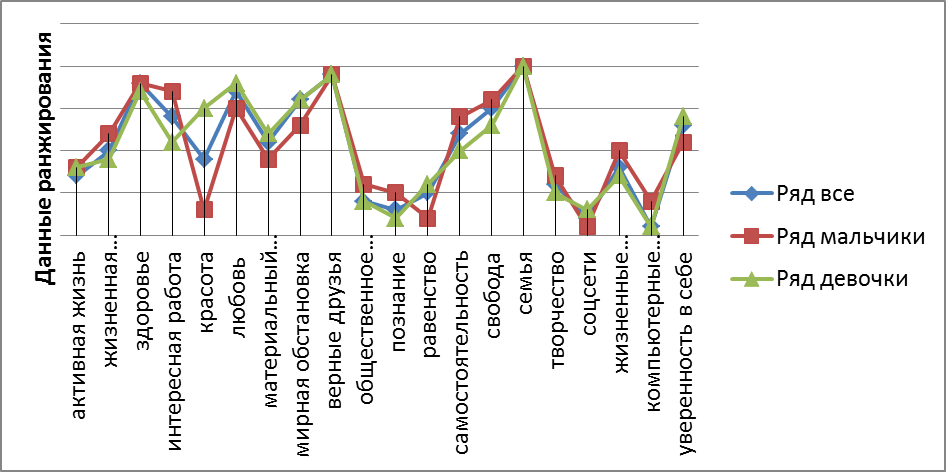 Данные ранжирования
активная жизнь
жизненная…
здоровье
интересная работа
красота
любовь
материальный…
мирная обстановка
верные друзья
общественное…
познание
равенство
самостоятельность
свобода
семья
творчество
соцсети
жизненные…
компьютерные…
уверенность в себе
Ряд все
Ряд мальчики
Ряд девочки